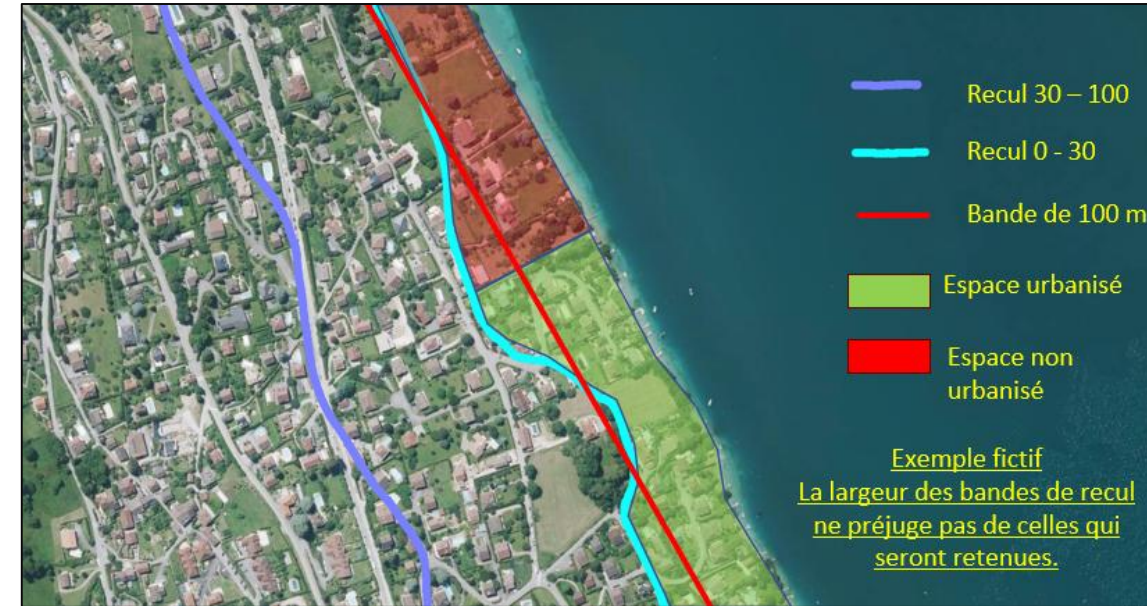 Recul 30 – 100
Recul 0 - 30
Bande de 100 m
Espace urbanisé
Espace non
urbanisé
Exemple fictif
La largeur des bandes de recul
ne préjuge pas de celles qui
seront retenues.